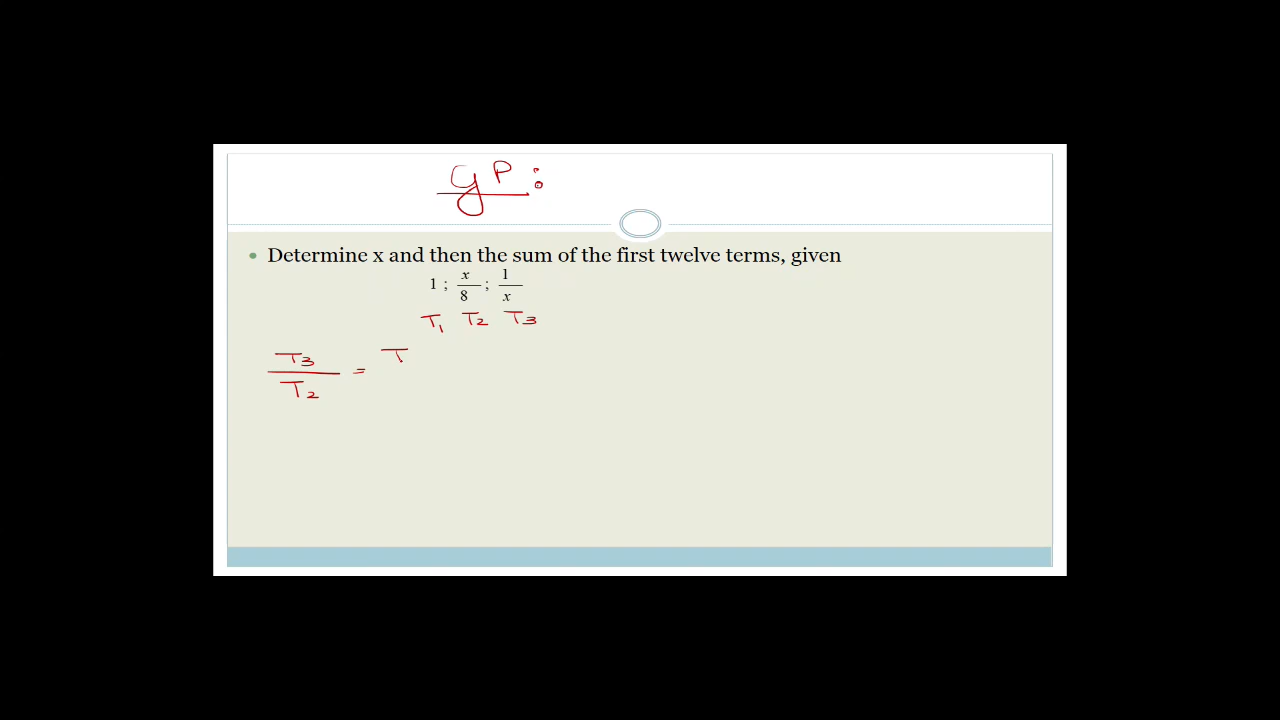 GP:
Determine x and then the sum of the first twelve terms, given
1 ; x/8 ; 1/x
T1 T2 T3
T3/T2 = T